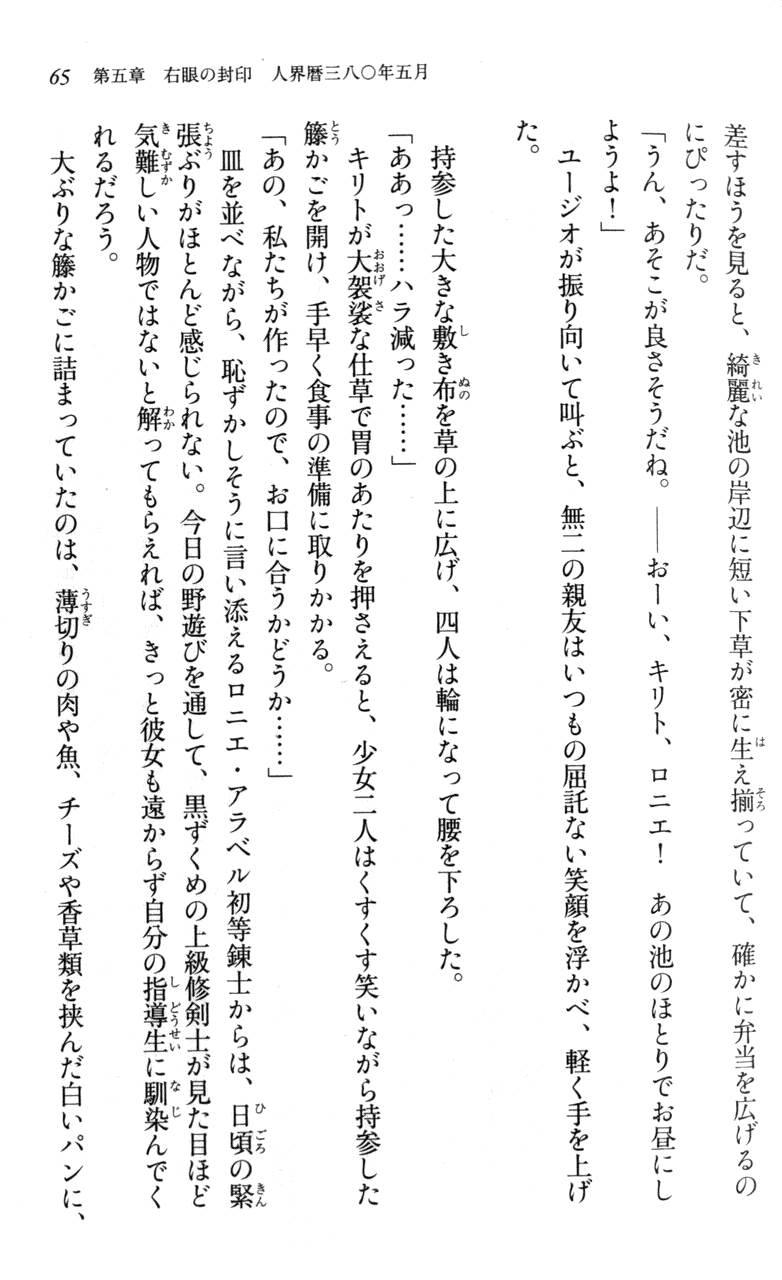 65　第五章　右眼の封印　人界暦三八〇年五月
差すほうを見ると、綺麗な池の岸辺に短い下草が密に生え揃っていて、確かに弁当を広げるの
にぴったりだ。
「うん、あそこが良さそうだね。――おーい、キリト、ロニエ！　あの池のほとりでお昼にし
ようよ！」
　ユージオが振り向いて叫ぶと、無二の親友はいつもの屈託ない笑顔を浮かべ、軽く手を上げ
た。
　持参した大きな敷き布を草の上に広げ、四人は輪になって腰を下ろした。
「ああっ……ハラ減った……」
　キリトが大袈裟な仕草で胃のあたりを押さえると、少女二人はくすくす笑いながら持参した
籐かごを開け、手早く食事の準備に取りかかる。
「あの、私たちが作ったので、お口に合うかどうか……」
　皿を並べながら、恥ずかしそうに言い添えるロニエ・アラベル初等錬士からは、日頃の緊
張ぶりがほとんど感じられない。今日の野遊びを通して、黒ずくめの上級修剣士が見た目ほど
気難しい人物ではないと解ってもらえれば、きっと彼女も遠からず自分の指導生に馴染んでく
れるだろう。
　大ぶりな籐かごに詰まっていたのは、薄切りの肉や魚、チーズや香草類を挟んだ白いパンに、